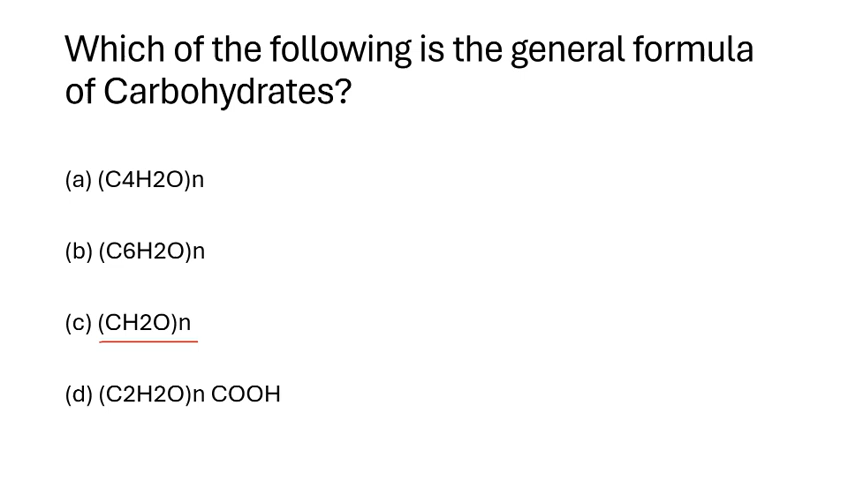 Which of the following is the general formula
of Carbohydrates?
(a) (C4H2O)n
(b) (C6H2O)n
(c) (CH2O)n
(d) (C2H2O)n COOH